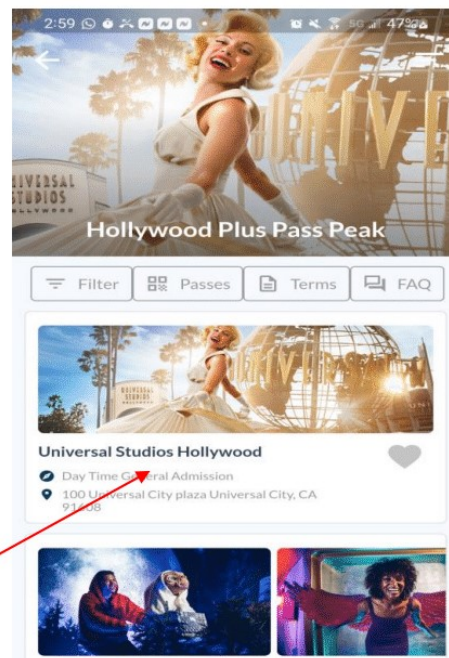 2:59
5G 47%
UNIVERSAL
STUDIOS
HOLLYWOOD
UNIVE
Hollywood Plus Pass Peak
Filter
Passes
Terms
FAQ
UNIVERSAL
STUDIOS
Universal Studios Hollywood
Day Time General Admission
100 Universal City plaza Universal City, CA
91608